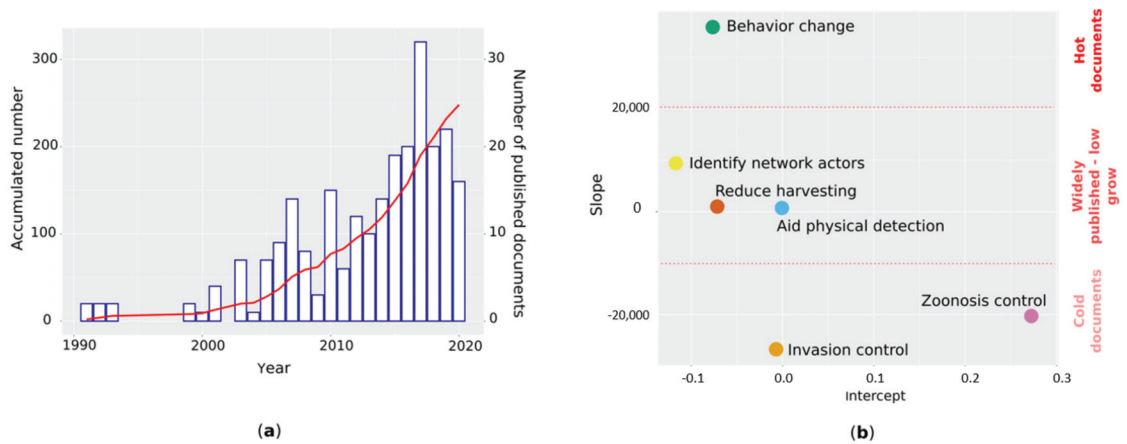 300
200
100
0
Accumulated number
30
20
10
0
Number of published documents
1990
2000
2010
2020
Year
(a)
20,000
0
-20,000
Slope
Behavior change
Identify network actors
Reduce harvesting
Aid physical detection
Zoonosis control
Invasion control
Hot
documents
Widely
published - low
grow
Cold
documents
-0.1
0.0
0.1
0.2
0.3
Intercept
(b)